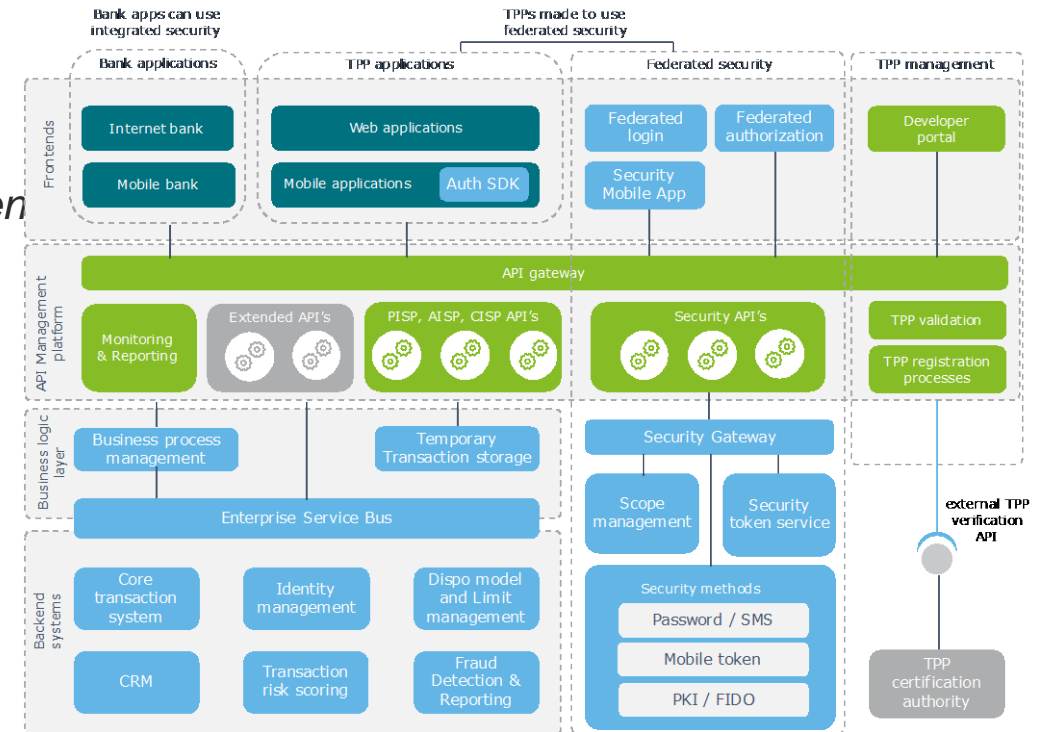 Bank apps can use
integrated security
TPPs made to use
federated security
Bank applications
TPP applications
Federated security
TPP management
Frontends
Internet bank
Mobile bank
Web applications
Mobile applications
Auth SDK
Federated
login
Federated
authorization
Security
Mobile App
Developer
portal
en
API Management
platform
API gateway
Monitoring
& Reporting
Extended API's
PISP, AISP, CISP API's
Security API's
TPP validation
TPP registration
processes
Business logic
layer
Business process
management
Temporary
Transaction storage
Enterprise Service Bus
Security Gateway
Scope
management
Security
token service
external TPP
verification
API
Backend
systems
Core
transaction
system
Identity
management
Dispo model
and Limit
management
CRM
Transaction
risk scoring
Fraud
Detection &
Reporting
Security methods
Password / SMS
Mobile token
PKI / FIDO
TPP
certification
authority